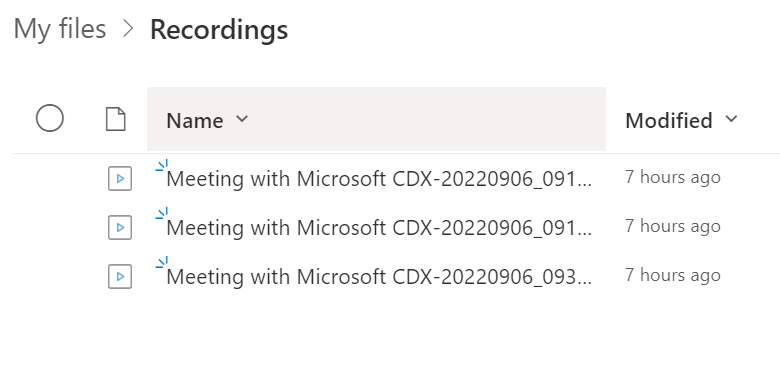 My files > Recordings
Name Modified
Meeting with Microsoft CDX-20220906_091... 7 hours ago
Meeting with Microsoft CDX-20220906_091... 7 hours ago
Meeting with Microsoft CDX-20220906_093... 7 hours ago